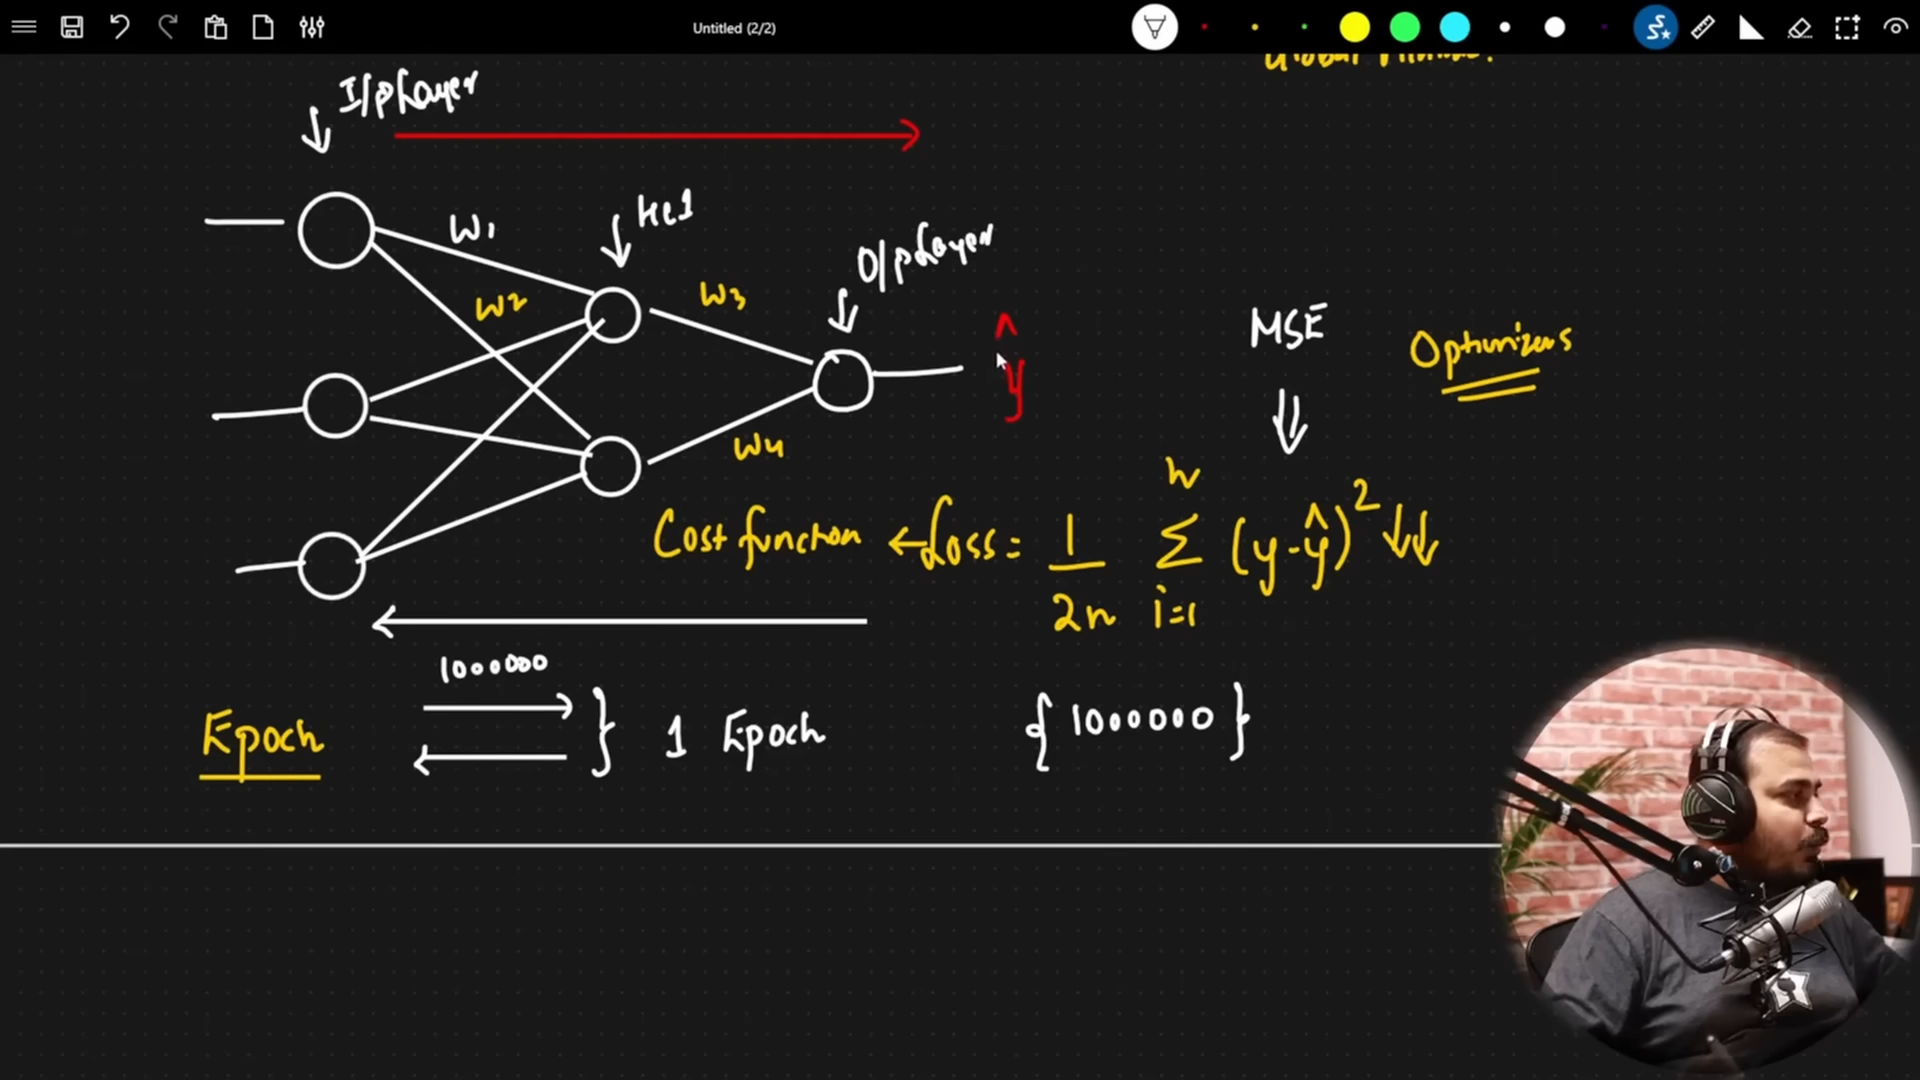 Untitled (2/2)
I/p Layer
W1
HL1
W2
W3
O/p Layer
ŷ
W4
MSE
Optimizers
Cost function ← Loss = 1/2n Σ i=1 n (y-ŷ)² ↓↓
1000000
Epoch
} 1 Epoch
{ 1000000 }